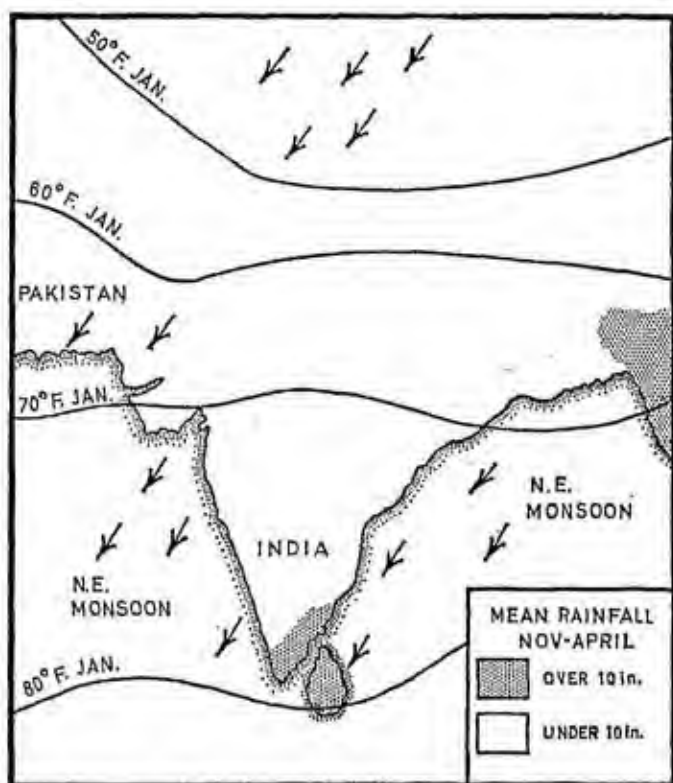 50°F. JAN.
60°F. JAN.
PAKISTAN
70°F. JAN.
N.E.
MONSOON
INDIA
N.E.
MONSOON
80°F. JAN.
MEAN RAINFALL
NOV-APRIL
OVER 10 in.
UNDER 10 in.